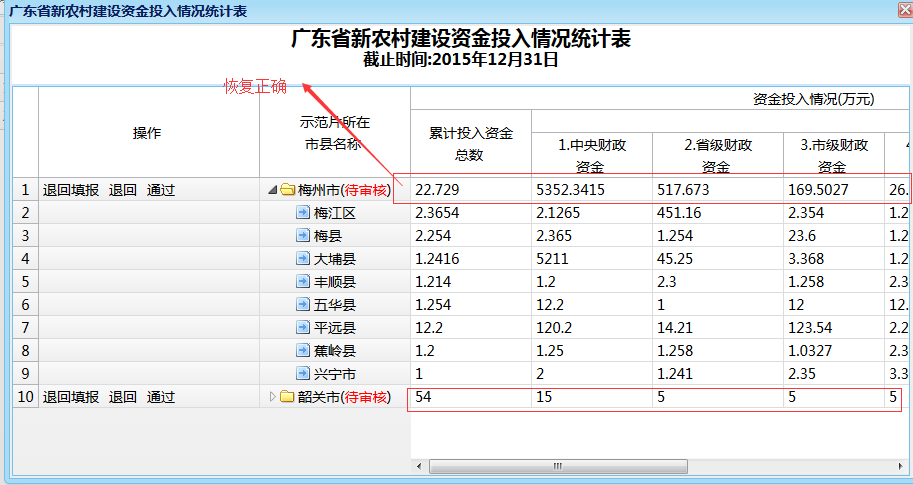 广东省新农村建设资金投入情况统计表
广东省新农村建设资金投入情况统计表
截止时间:2015年12月31日
恢复正确
操作
示范片所在
市县名称
资金投入情况(万元)
累计投入资金
总数
1.中央财政
资金
2.省级财政
资金
3.市级财政
资金
1 退回填报 退回 通过 梅州市(待审核) 22.729 5352.3415 517.673 169.5027 26.
2 梅江区 2.3654 2.1265 451.16 2.354 1.2
3 梅县 2.254 2.365 1.254 23.6 1.2
4 大埔县 1.2416 5211 45.25 3.368 1.2
5 丰顺县 1.214 1.2 2.3 1.258 2.3
6 五华县 1.254 12.2 1 12 12.
7 平远县 12.2 120.2 14.21 123.54 2.2
8 蕉岭县 1.2 1.25 1.258 1.0327 2.3
9 兴宁市 1 2 1.241 2.35 3.3
10 退回填报 退回 通过 韶关市(待审核) 54 15 5 5 5